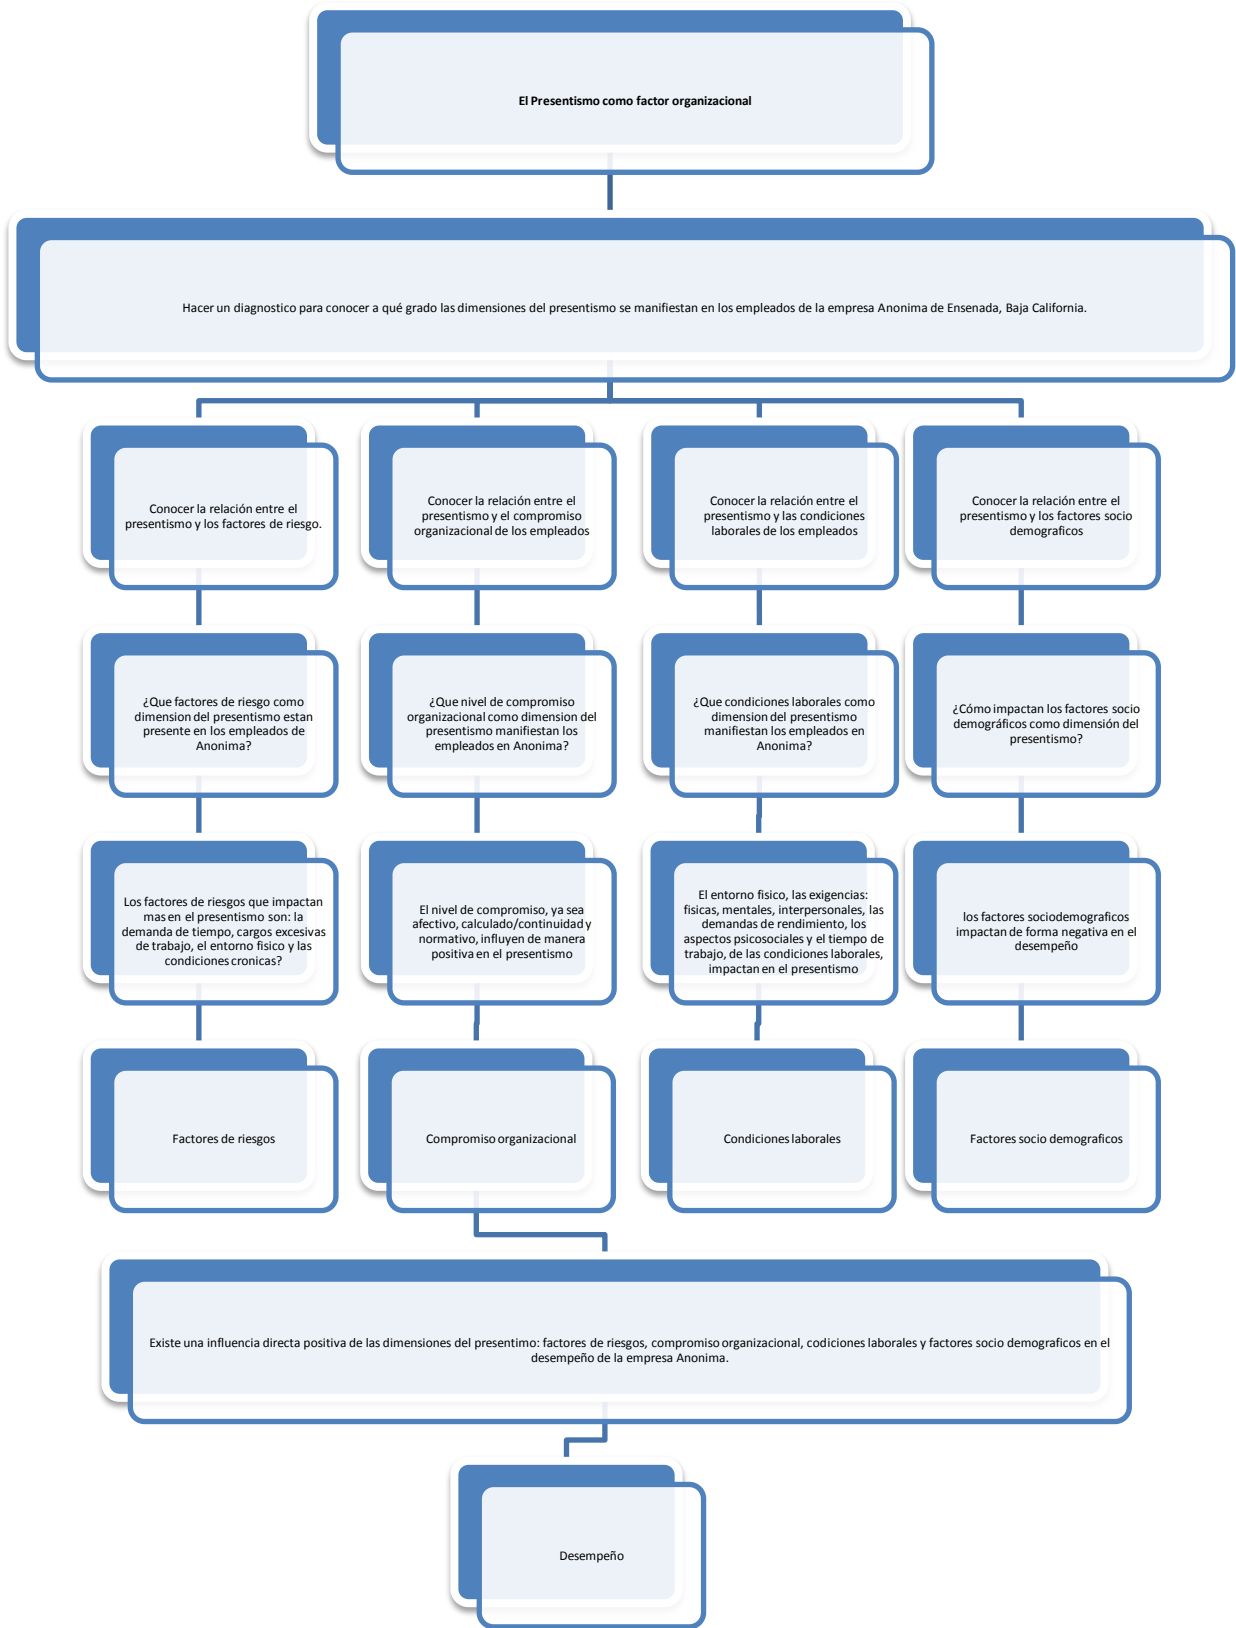 El Presentismo como factor organizacional
Hacer un diagnostico para conocer a qué grado las dimensiones del presentismo se manifiestan en los empleados de la empresa Anonima de Ensenada, Baja California.
Conocer la relación entre el
presentismo y los factores de riesgo.
Conocer la relación entre el
presentismo y el compromiso
organizacional de los empleados
Conocer la relación entre el
presentismo y las condiciones
laborales de los empleados
Conocer la relación entre el
presentismo y los factores socio
demograficos
¿Que factores de riesgo como
dimension del presentismo estan
presente en los empleados de
Anonima?
¿Que nivel de compromiso
organizacional como dimension del
presentismo manifiestan los
empleados en Anonima?
¿Que condiciones laborales como
dimension del presentismo
manifiestan los empleados en
Anonima?
¿Cómo impactan los factores socio
demográficos como dimensión del
presentismo?
Los factores de riesgos que impactan
mas en el presentismo son: la
demanda de tiempo, cargos excesivas
de trabajo, el entorno fisico y las
condiciones cronicas?
El nivel de compromiso, ya sea
afectivo, calculado/continuidad y
normativo, influyen de manera
positiva en el presentismo
El entorno fisico, las exigencias:
fisicas, mentales, interpersonales, las
demandas de rendimiento, los
aspectos psicosociales y el tiempo de
trabajo, de las condiciones laborales,
impactan en el presentismo
los factores sociodemograficos
impactan de forma negativa en el
desempeño
Factores de riesgos
Compromiso organizacional
Condiciones laborales
Factores socio demograficos
Existe una influencia directa positiva de las dimensiones del presentimo: factores de riesgos, compromiso organizacional, codiciones laborales y factores socio demograficos en el
desempeño de la empresa Anonima.
Desempeño